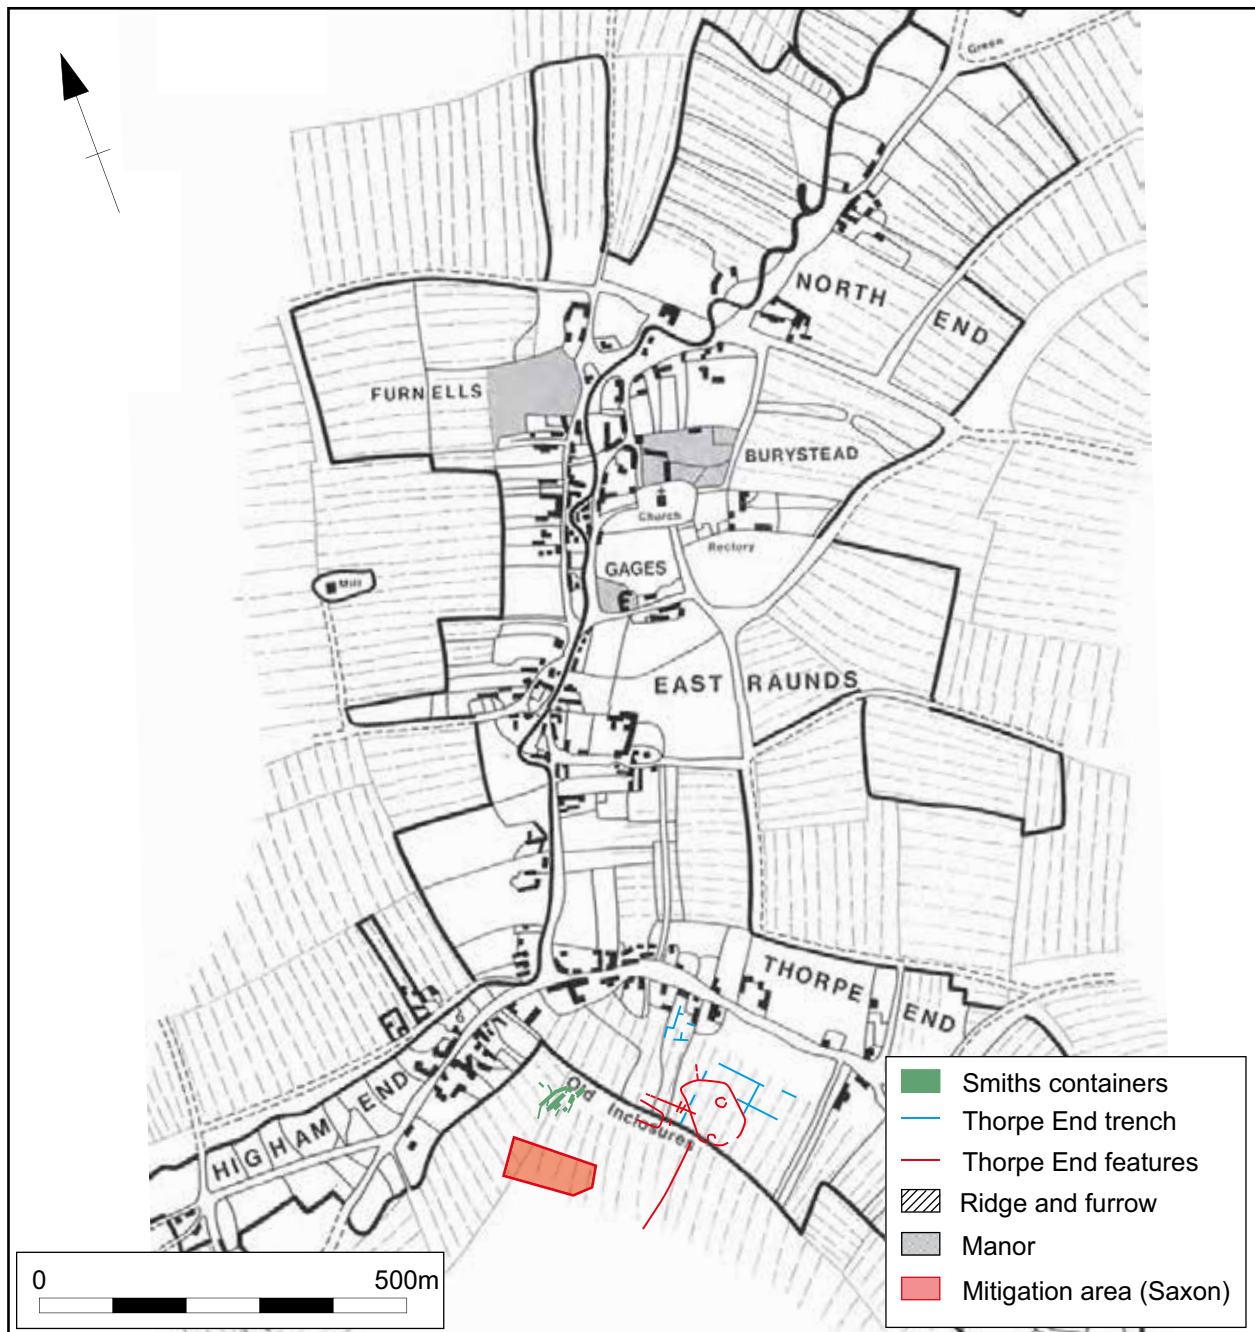 Green
NORTH END
FURNELLS
BURYSTEAD
Church
Rectory
GAGES
Mill
EAST RAUNDS
THORPE END
HIGHAM END
Old Inclosures
Smiths containers
Thorpe End trench
Thorpe End features
Ridge and furrow
Manor
Mitigation area (Saxon)
0 500m